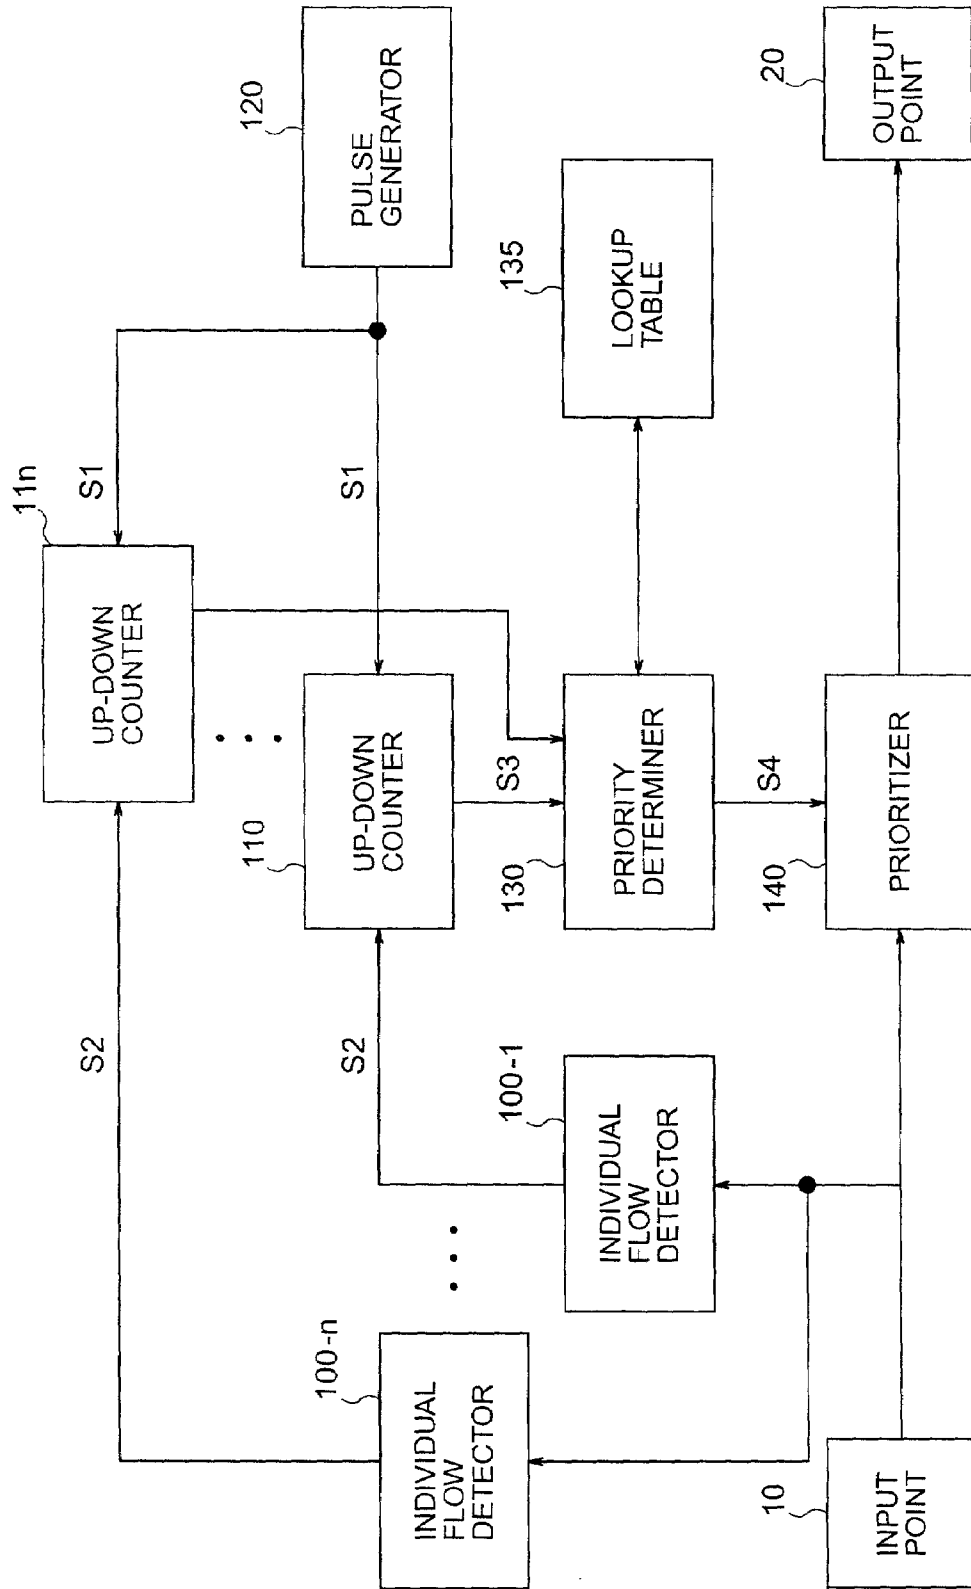 11n
UP-DOWN
COUNTER
S1
S2
120
PULSE
GENERATOR
110
UP-DOWN
COUNTER
S1
S2
100-n
INDIVIDUAL
FLOW
DETECTOR
S3
135
LOOKUP
TABLE
130
PRIORITY
DETERMINER
100-1
INDIVIDUAL
FLOW
DETECTOR
S4
10
INPUT
POINT
140
PRIORITIZER
20
OUTPUT
POINT